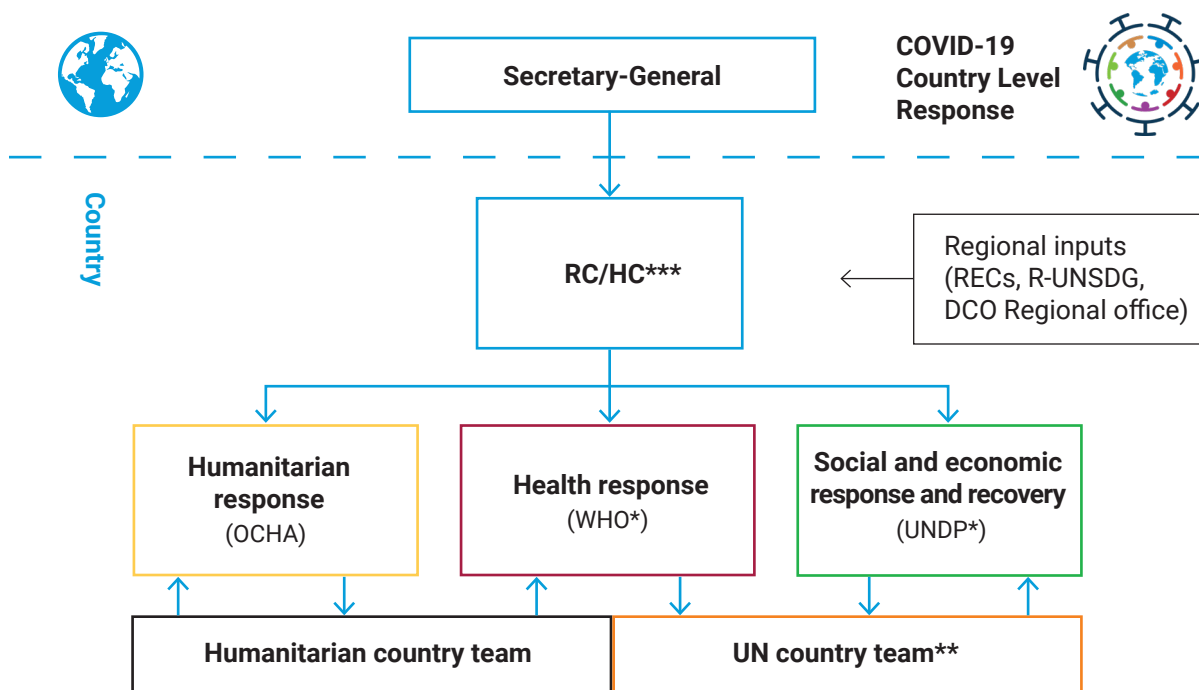 Secretary-General
COVID-19
Country Level
Response
Country
RC/HC***
Regional inputs
(RECs, R-UNSDG,
DCO Regional office)
Humanitarian
response
(OCHA)
Health response
(WHO*)
Social and economic
response and recovery
(UNDP*)
Humanitarian country team
UN country team**